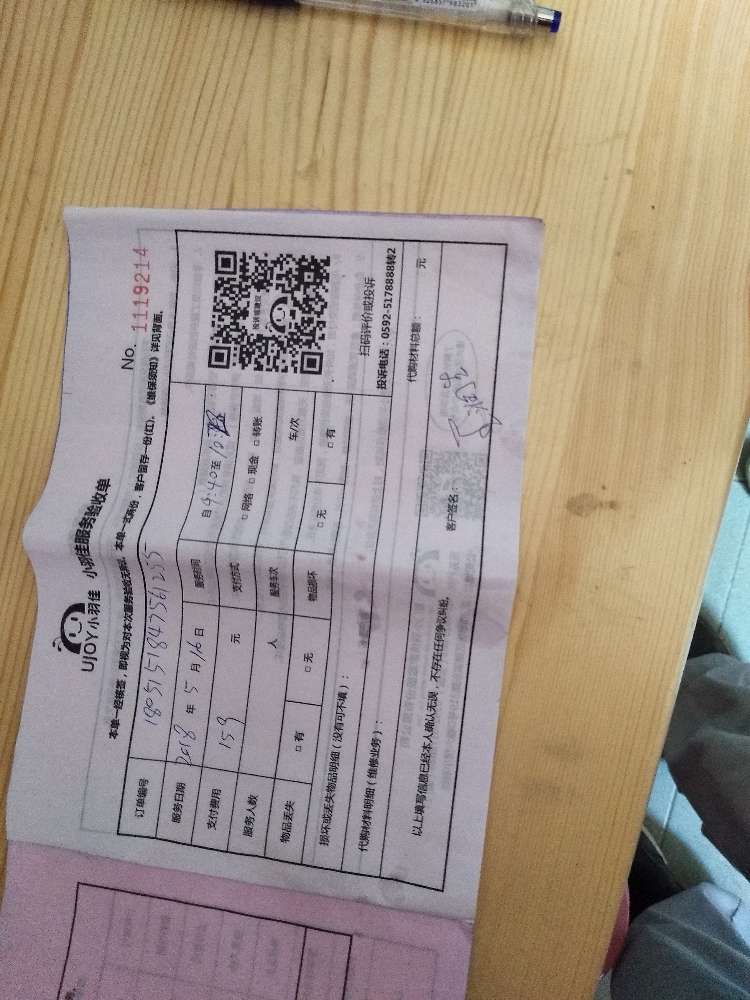 UJOY小羽佳 小羽佳服务验收单
No. 1119214
本单一经核签，即视为对本次服务验收无异议。本单一式两份，客户留存一份(红)。《维保须知》详见背面。
订单编号 1805151847561255
服务日期 2018 年 5 月 16 日 服务时间 自 9:40 至
支付费用 159 元 支付方式 □ 网络 □ 现金 □ 转账
服务人数 人 服务车次 车/次
物品丢失 □ 有 □ 无 物品损坏 □ 无 □ 有
投诉或建议
扫码评价或投诉
投诉电话：0592-5178888转2
损坏或丢失物品明细（没有可不填）：
代购材料明细（维修业务）： 代购材料总额： 元
以上填写信息已经本人确认无误，不存在任何争议纠纷。 客户签名：